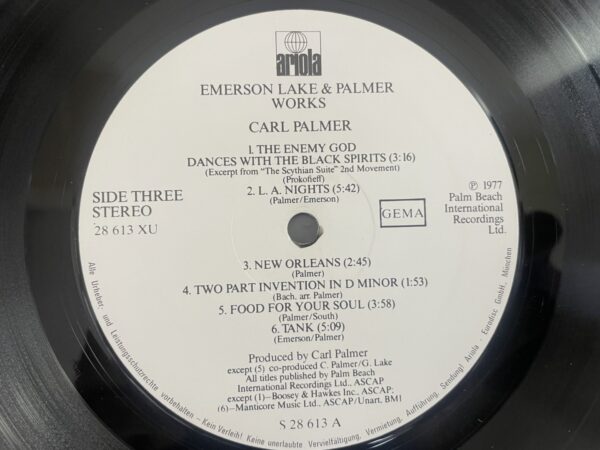 ariola
EMERSON LAKE & PALMER
WORKS
CARL PALMER
1. THE ENEMY GOD
DANCES WITH THE BLACK SPIRITS (3:16)
(Excerpt from "The Scythian Suite" 2nd Movement)
(Prokofieff)
2. L. A. NIGHTS (5:42)
(Palmer/Emerson)
SIDE THREE
STEREO
28 613 XU
GEMA
℗ 1977
Palm Beach
International
Recordings
Ltd.
3. NEW ORLEANS (2:45)
(Palmer)
4. TWO PART INVENTION IN D MINOR (1:53)
(Bach, arr. Palmer)
5. FOOD FOR YOUR SOUL (3:58)
(Palmer/South)
6. TANK (5:09)
(Emerson/Palmer)
Produced by Carl Palmer
except (5) co-produced C. Palmer/G. Lake
All titles published by Palm Beach
International Recordings Ltd., ASCAP
except (1)–Boosey & Hawkes Inc., ASCAP;
(6)–Manticore Music Ltd., ASCAP/Unart, BMI
S 28 613 A
Alle Urheber- und Leistungsschutzrechte vorbehalten - Kein Verleih! Keine unerlaubte Vervielfältigung, Vermietung, Aufführung, Sendung! Ariola - Eurodisc GmbH, München